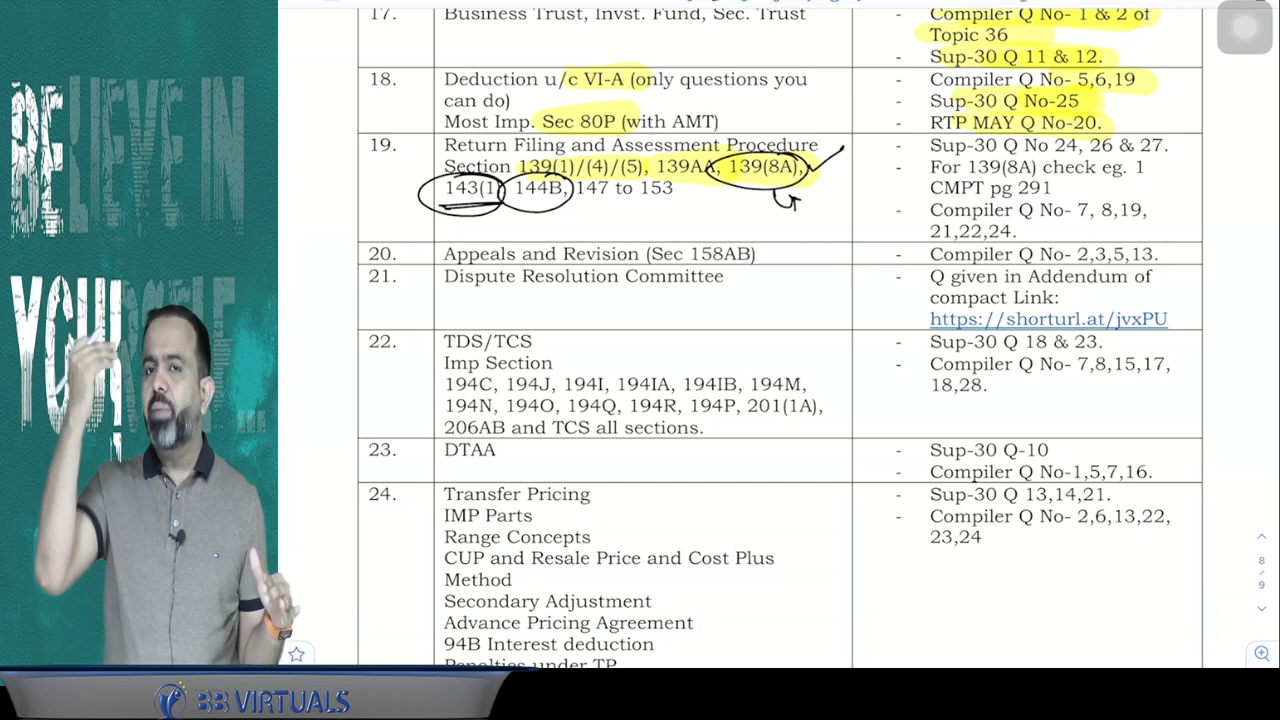 BELIEVE IN
YOURSELF...
17. Business Trust, Invst. Fund, Sec. Trust - Compiler Q No- 1 & 2 of
Topic 36
- Sup-30 Q 11 & 12.
18. Deduction u/c VI-A (only questions you - Compiler Q No- 5,6,19
can do) - Sup-30 Q No-25
Most Imp. Sec 80P (with AMT) - RTP MAY Q No-20.
19. Return Filing and Assessment Procedure - Sup-30 Q No 24, 26 & 27.
Section 139(1)/(4)/(5), 139AA, 139(8A), - For 139(8A) check eg. 1
143(1) 144B, 147 to 153 CMPT pg 291
- Compiler Q No- 7, 8,19,
21,22,24.
20. Appeals and Revision (Sec 158AB) - Compiler Q No- 2,3,5,13.
21. Dispute Resolution Committee - Q given in Addendum of
compact Link:
https://shorturl.at/jvxPU
22. TDS/TCS - Sup-30 Q 18 & 23.
Imp Section - Compiler Q No- 7,8,15,17,
194C, 194J, 194I, 194IA, 194IB, 194M, 18,28.
194N, 194O, 194Q, 194R, 194P, 201(1A),
206AB and TCS all sections.
23. DTAA - Sup-30 Q-10
- Compiler Q No-1,5,7,16.
24. Transfer Pricing - Sup-30 Q 13,14,21.
IMP Parts - Compiler Q No- 2,6,13,22,
Range Concepts 23,24
CUP and Resale Price and Cost Plus
Method
Secondary Adjustment
Advance Pricing Agreement
94B Interest deduction
Penalties under TP
8
/
9
BB VIRTUALS